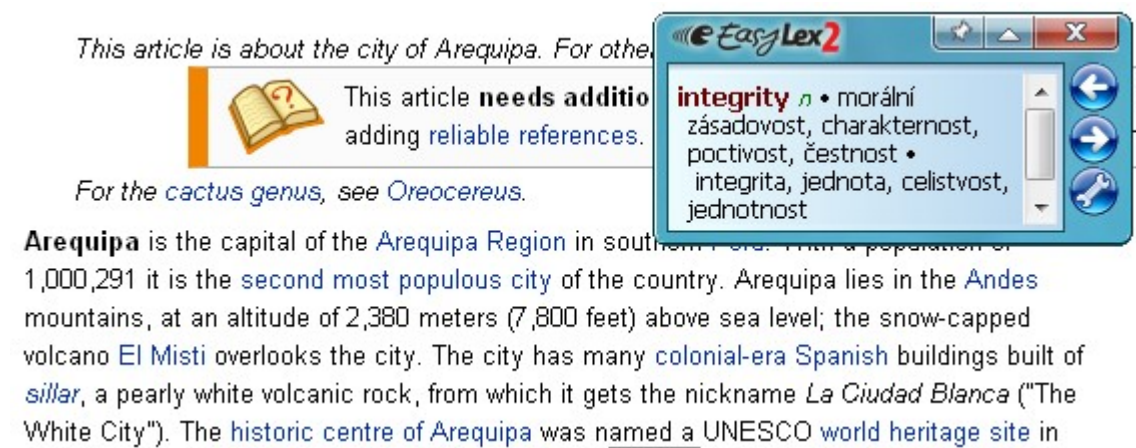 This article is about the city of Arequipa. For othe
This article needs additio
adding reliable references.
For the cactus genus, see Oreocereus.
EasyLex2
integrity n • morální
zásadovost, charakternost,
poctivost, čestnost •
integrita, jednota, celistvost,
jednotnost
Arequipa is the capital of the Arequipa Region in southern Peru. With a population of
1,000,291 it is the second most populous city of the country. Arequipa lies in the Andes
mountains, at an altitude of 2,380 meters (7,800 feet) above sea level; the snow-capped
volcano El Misti overlooks the city. The city has many colonial-era Spanish buildings built of
sillar, a pearly white volcanic rock, from which it gets the nickname La Ciudad Blanca ("The
White City"). The historic centre of Arequipa was named a UNESCO world heritage site in